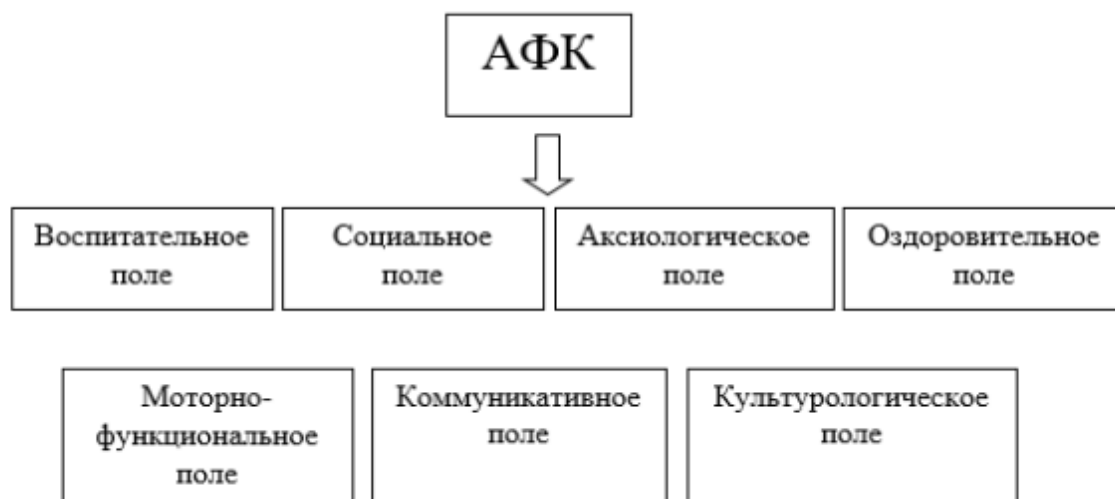 АФК
Воспитательное
поле
Социальное
поле
Аксиологическое
поле
Оздоровительное
поле
Моторно-
функциональное
поле
Коммуникативное
поле
Культурологическое
поле